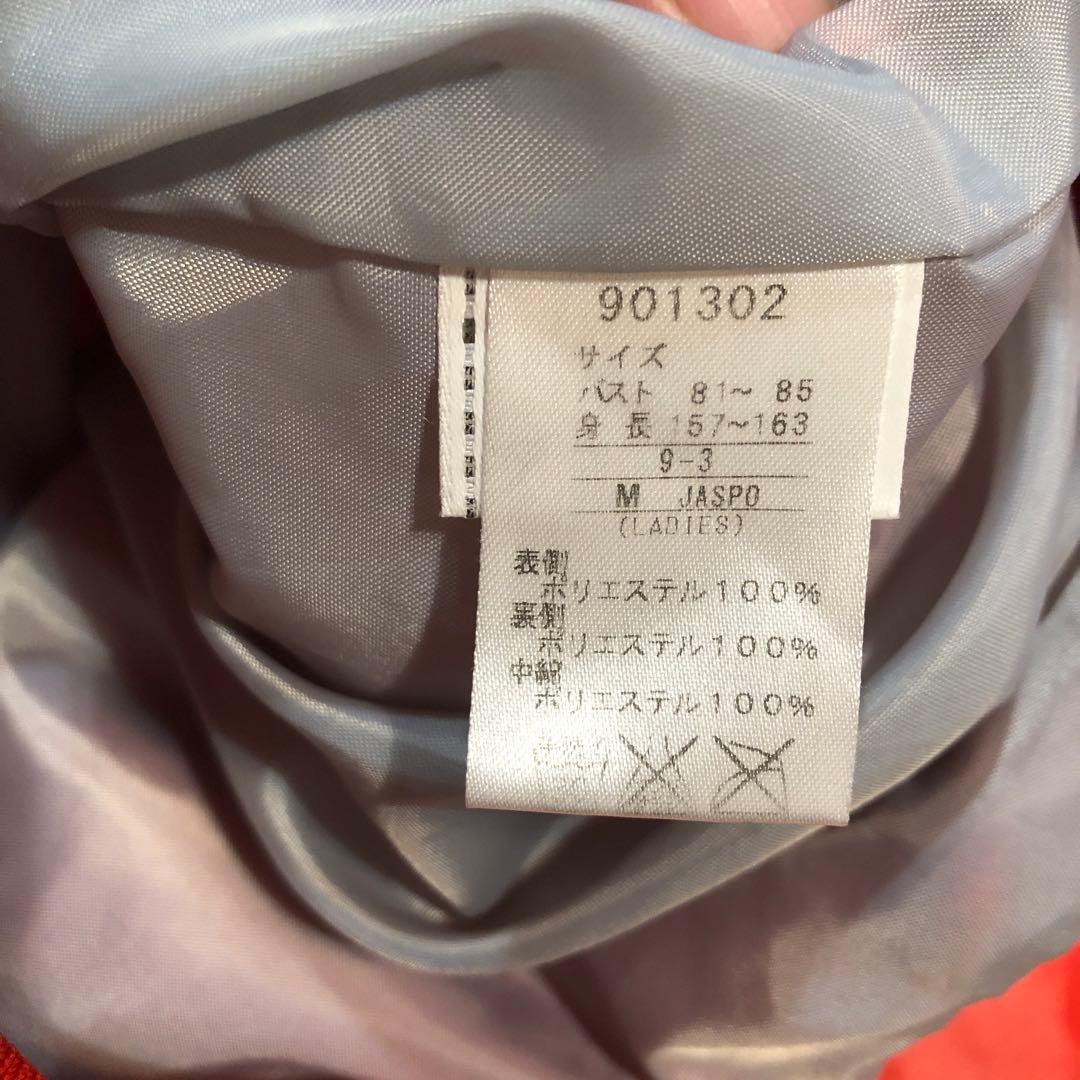 901302
サイズ
バスト 81～85
身長 157～163
9-3
M JASPO
(LADIES)
表側
ポリエステル100%
裏側
ポリエステル100%
中綿
ポリエステル100%